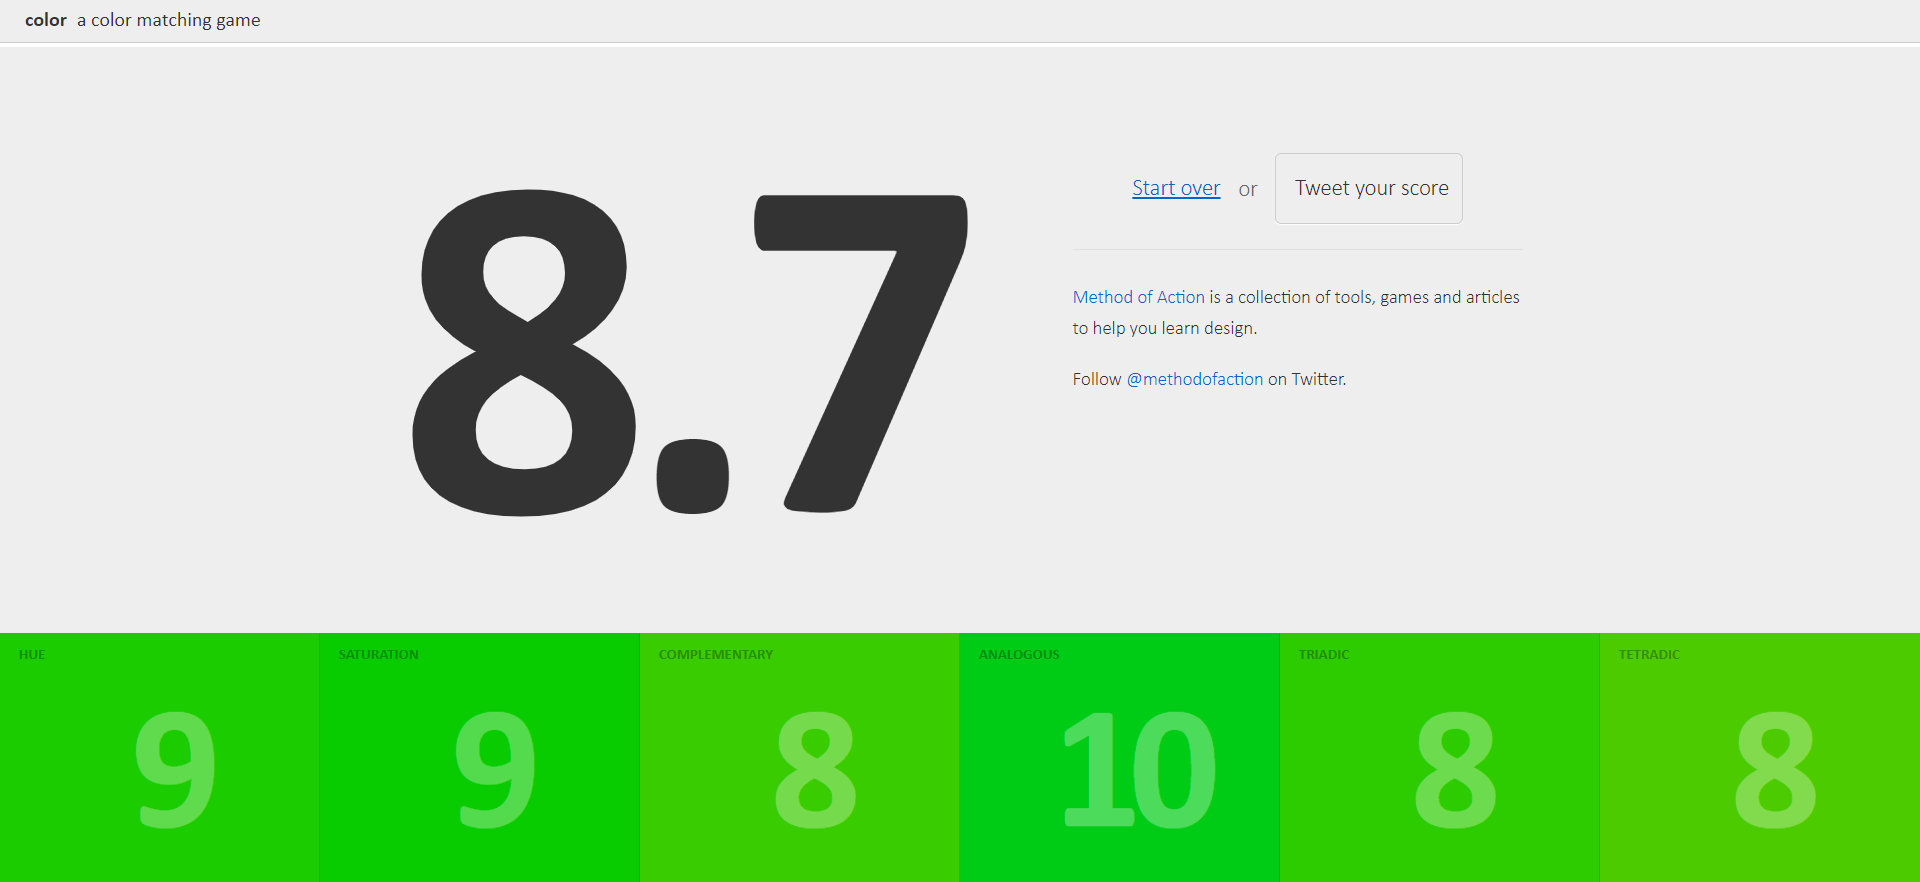 color a color matching game
8.7
Start over or Tweet your score
Method of Action is a collection of tools, games and articles
to help you learn design.
Follow @methodofaction on Twitter.
HUE SATURATION COMPLEMENTARY ANALOGOUS TRIADIC TETRADIC
9 9 8 10 8 8